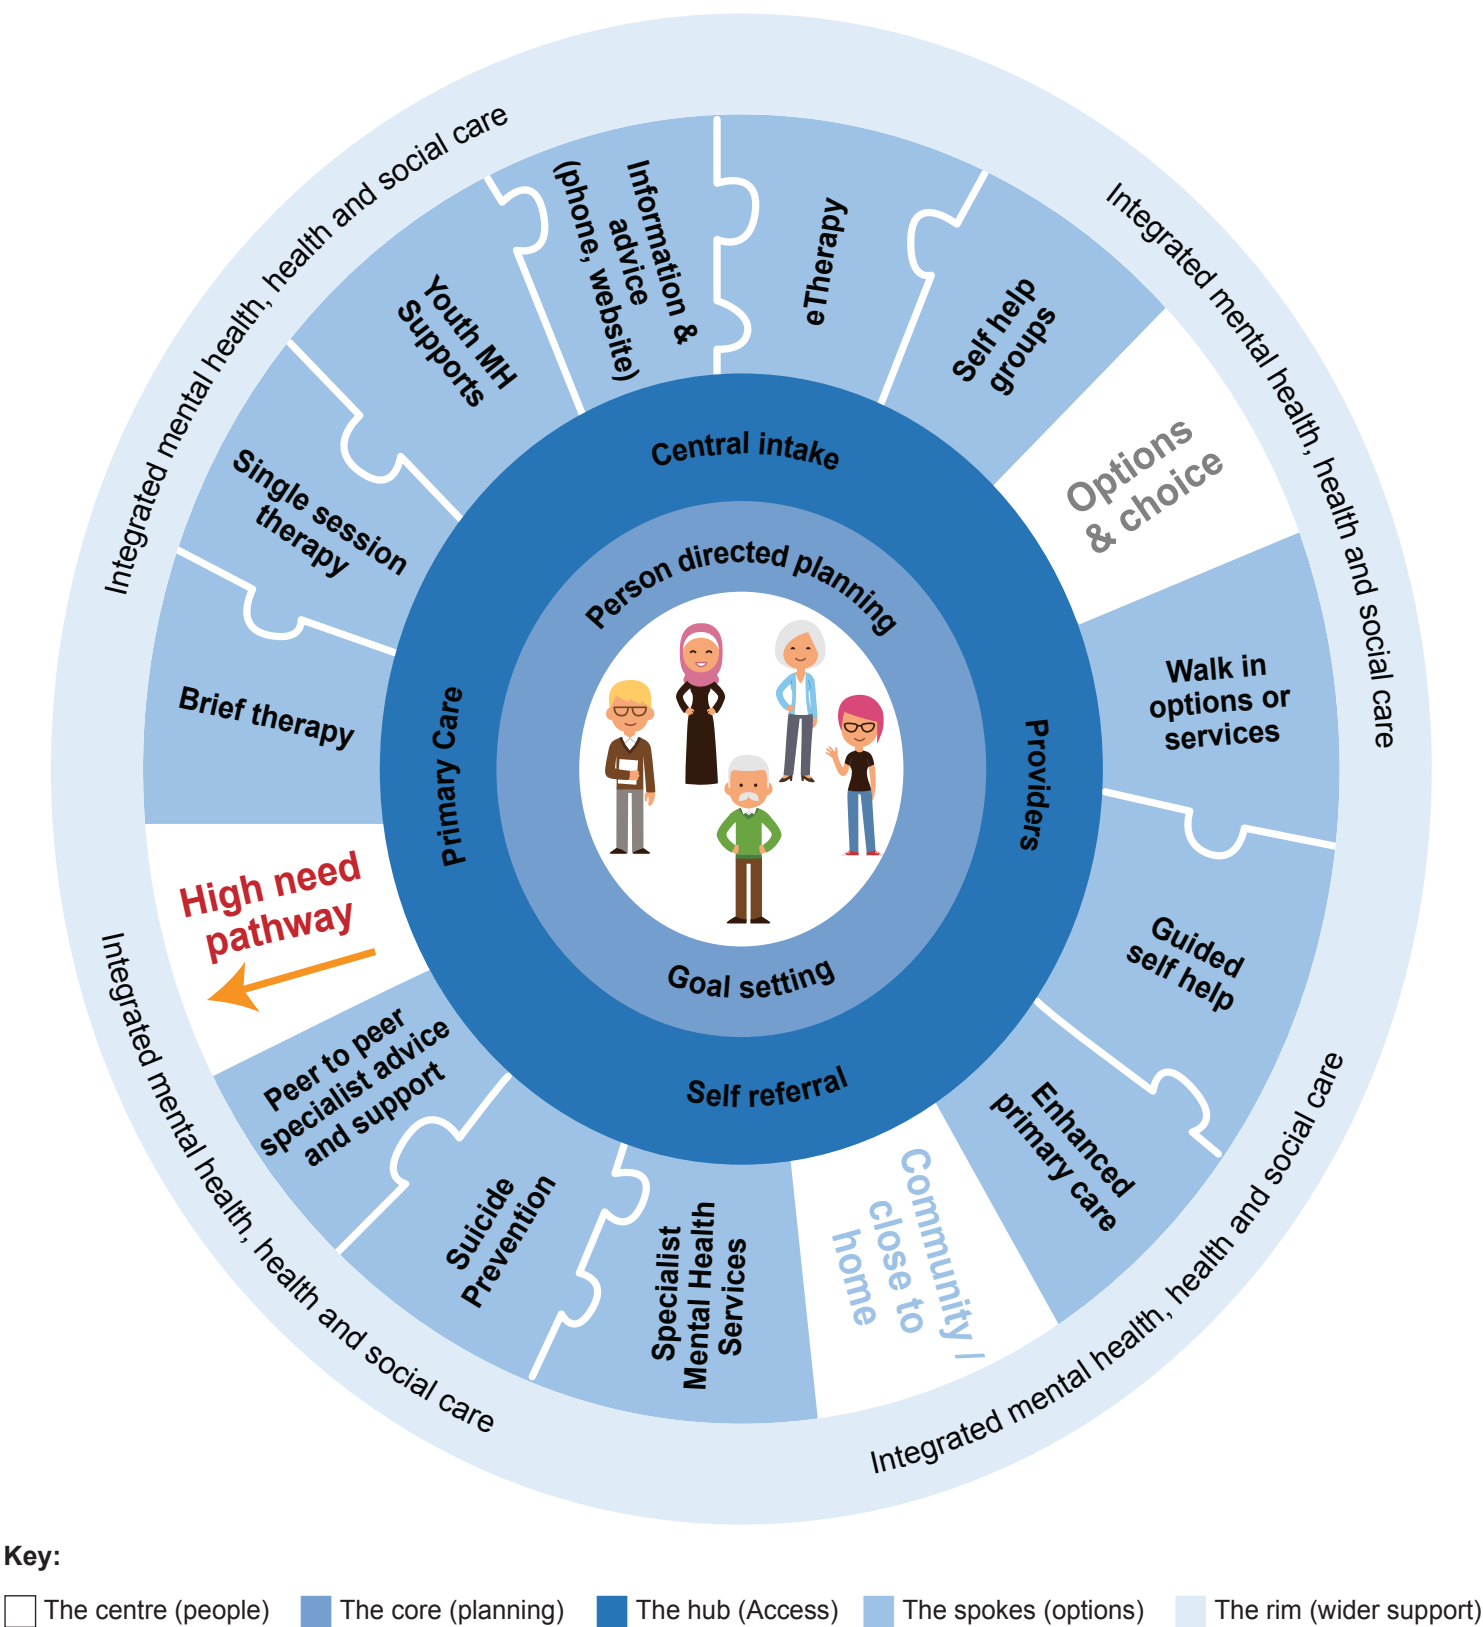 Integrated mental health, health and social care
Integrated mental health, health and social care
Information &
advice
(phone, website)
eTherapy
Self help
groups
Options
& choice
Walk in
options or
services
Guided
self help
Enhanced
primary care
Community /
close to
home
Specialist
Mental Health
Services
Suicide
Prevention
Peer to peer
specialist advice
and support
High need
pathway
Brief therapy
Single session
therapy
Youth MH
Supports
Central intake
Providers
Self referral
Primary Care
Person directed planning
Goal setting
Integrated mental health, health and social care
Integrated mental health, health and social care
Key:
The centre (people)
The core (planning)
The hub (Access)
The spokes (options)
The rim (wider support)